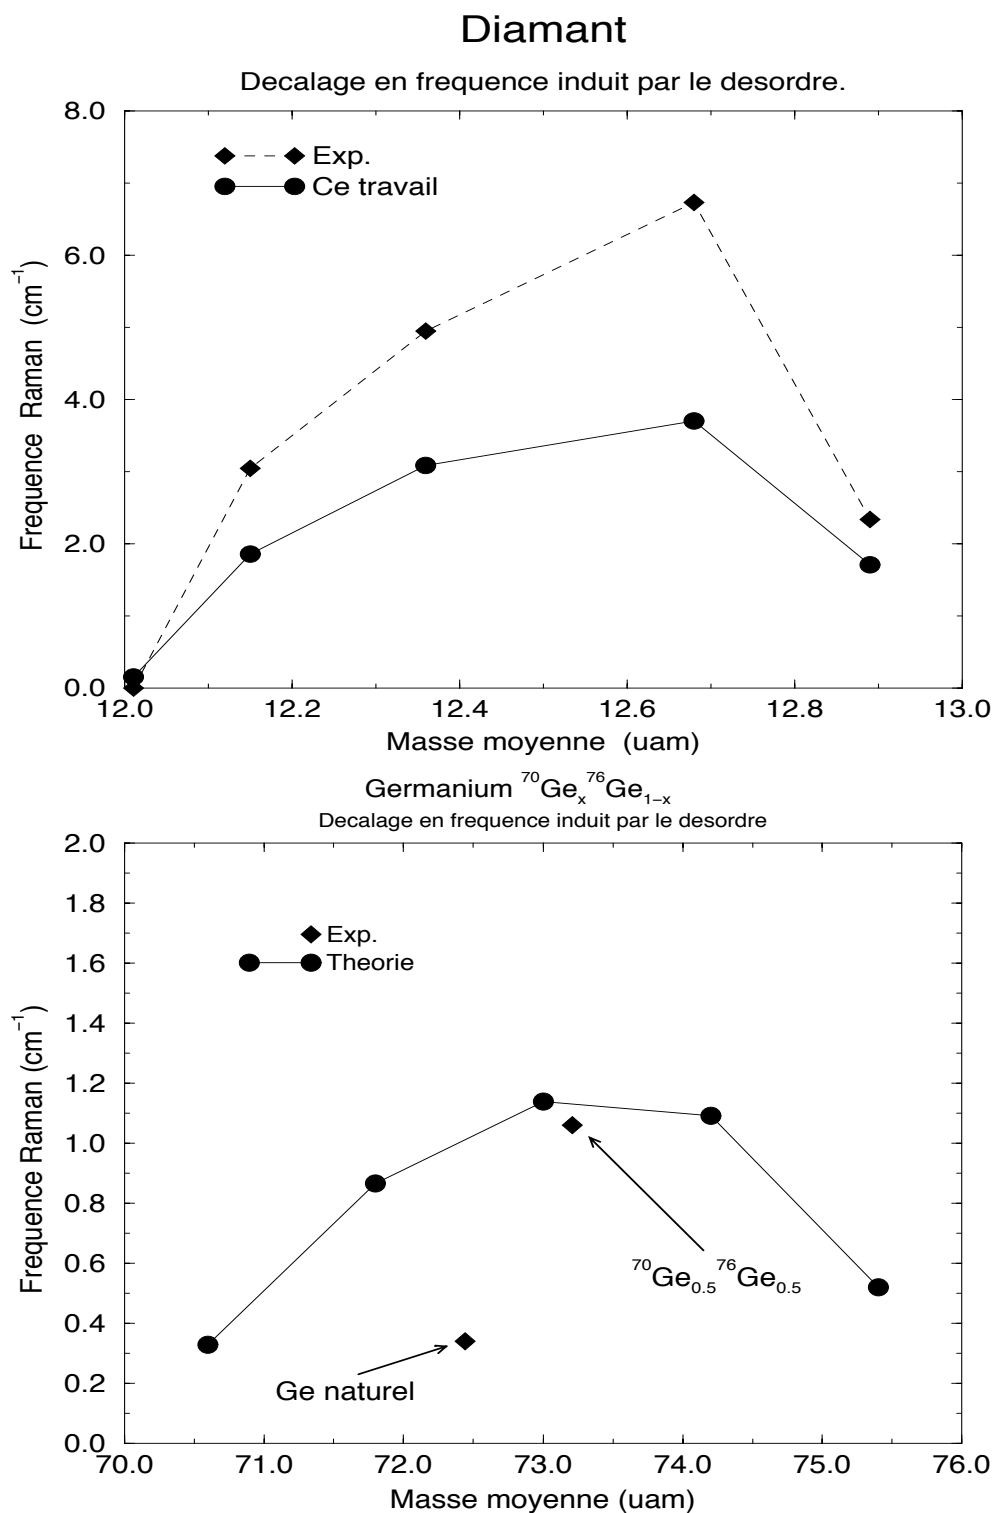 Diamant
Decalage en frequence induit par le desordre.
8.0
6.0
4.0
2.0
0.0
Frequence Raman (cm⁻¹)
Exp.
Ce travail
12.0 12.2 12.4 12.6 12.8 13.0
Masse moyenne (uam)
Germanium ⁷⁰Geₓ⁷⁶Ge₁₋ₓ
Decalage en frequence induit par le desordre
2.0
1.8
1.6
1.4
1.2
1.0
0.8
0.6
0.4
0.2
0.0
Frequence Raman (cm⁻¹)
Exp.
Theorie
⁷⁰Ge₀.₅⁷⁶Ge₀.₅
Ge naturel
70.0 71.0 72.0 73.0 74.0 75.0 76.0
Masse moyenne (uam)